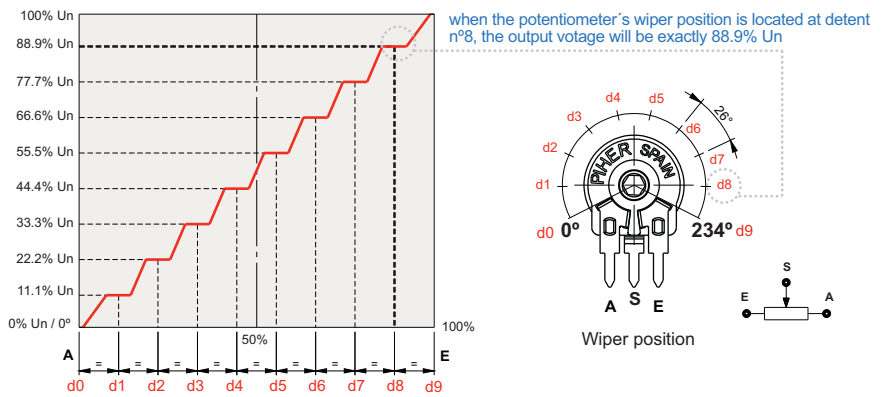 when the potentiometer´s wiper position is located at detent
nº8, the output votage will be exactly 88.9% Un
100% Un
88.9% Un
77.7% Un
66.6% Un
55.5% Un
44.4% Un
33.3% Un
22.2% Un
11.1% Un
0% Un / 0º
50%
100%
A
E
= = = = = = = = =
d0 d1 d2 d3 d4 d5 d6 d7 d8 d9
d0 0º
d1
d2
d3
d4
d5
d6
d7
d8
234º d9
26°
PIHER SPAIN
A S E
Wiper position
S
E
A